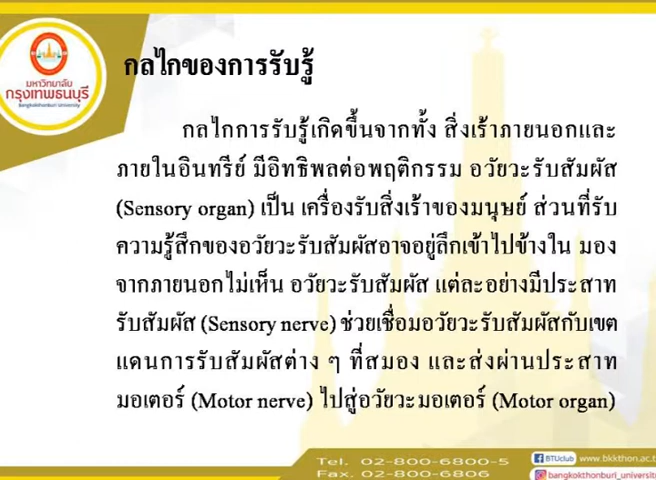 มหาวิทยาลัย
กรุงเทพธนบุรี
Bangkokthonburi University
กลไกของการรับรู้
กลไกการรับรู้เกิดขึ้นจากทั้ง สิ่งเร้าภายนอกและ
ภายในอินทรีย์ มีอิทธิพลต่อพฤติกรรม อวัยวะรับสัมผัส
(Sensory organ) เป็น เครื่องรับสิ่งเร้าของมนุษย์ ส่วนที่รับ
ความรู้สึกของอวัยวะรับสัมผัสอาจอยู่ลึกเข้าไปข้างใน มอง
จากภายนอกไม่เห็น อวัยวะรับสัมผัส แต่ละอย่างมีประสาท
รับสัมผัส (Sensory nerve) ช่วยเชื่อมอวัยวะรับสัมผัสกับเขต
แดนการรับสัมผัสต่าง ๆ ที่สมอง และส่งผ่านประสาท
มอเตอร์ (Motor nerve) ไปสู่อวัยวะมอเตอร์ (Motor organ)
Tel. 02-800-6800-5
Fax. 02-800-6806
BTUclub www.bkkthon.ac.t
bangkokthonburi_university